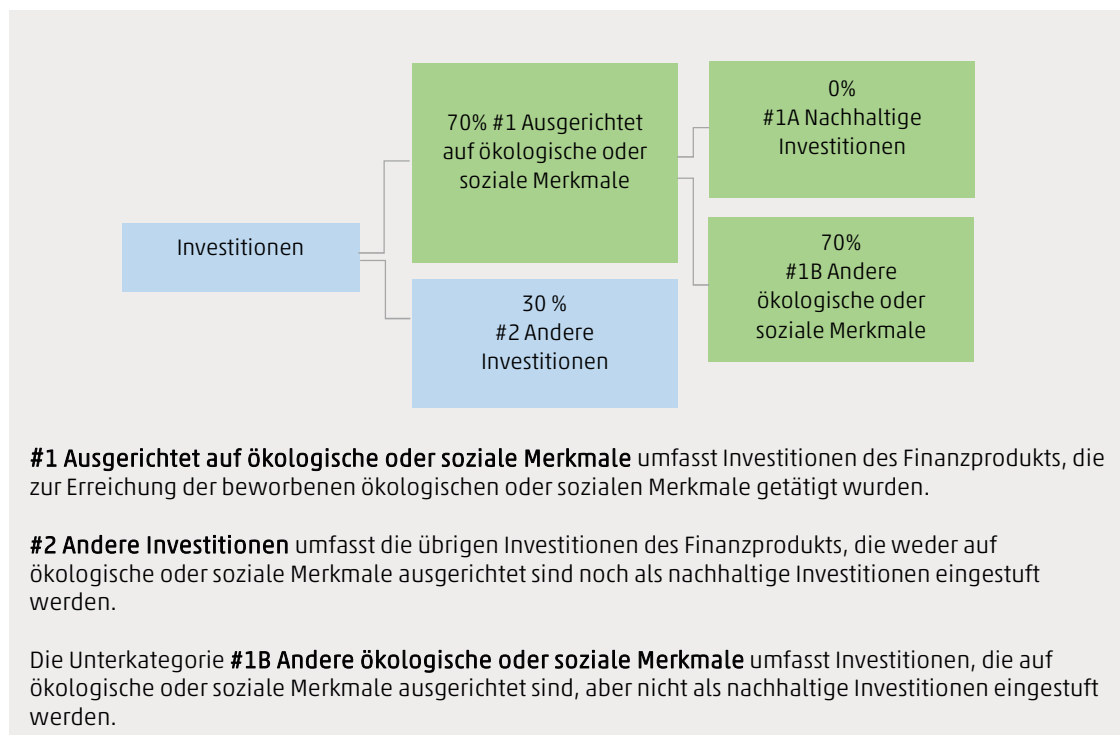 Investitionen
70% #1 Ausgerichtet
auf ökologische oder
soziale Merkmale
30 %
#2 Andere
Investitionen
0%
#1A Nachhaltige
Investitionen
70%
#1B Andere
ökologische oder
soziale Merkmale
#1 Ausgerichtet auf ökologische oder soziale Merkmale umfasst Investitionen des Finanzprodukts, die
zur Erreichung der beworbenen ökologischen oder sozialen Merkmale getätigt wurden.
#2 Andere Investitionen umfasst die übrigen Investitionen des Finanzprodukts, die weder auf
ökologische oder soziale Merkmale ausgerichtet sind noch als nachhaltige Investitionen eingestuft
werden.
Die Unterkategorie #1B Andere ökologische oder soziale Merkmale umfasst Investitionen, die auf
ökologische oder soziale Merkmale ausgerichtet sind, aber nicht als nachhaltige Investitionen eingestuft
werden.